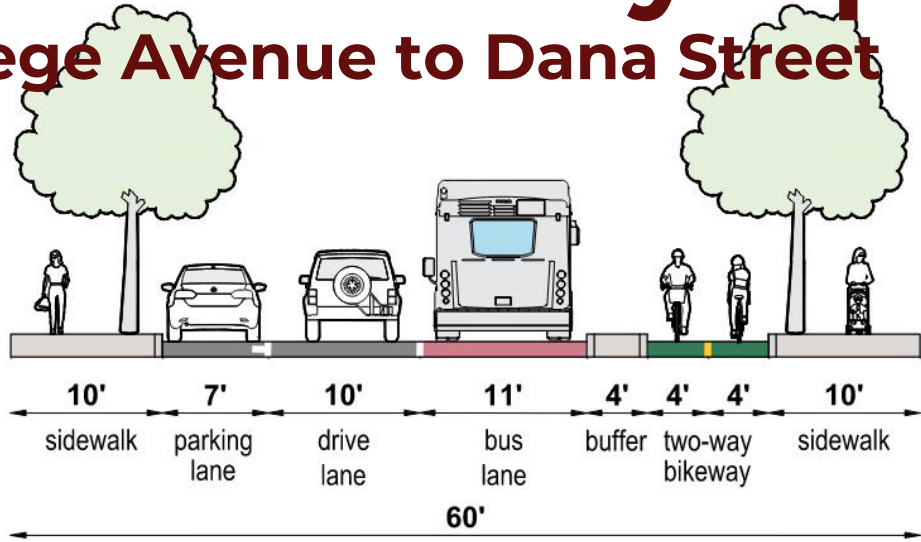 ege Avenue to Dana Street
10' 7' 10' 11' 4' 4' 4' 10'
sidewalk parking lane drive lane bus lane buffer two-way bikeway sidewalk
60'